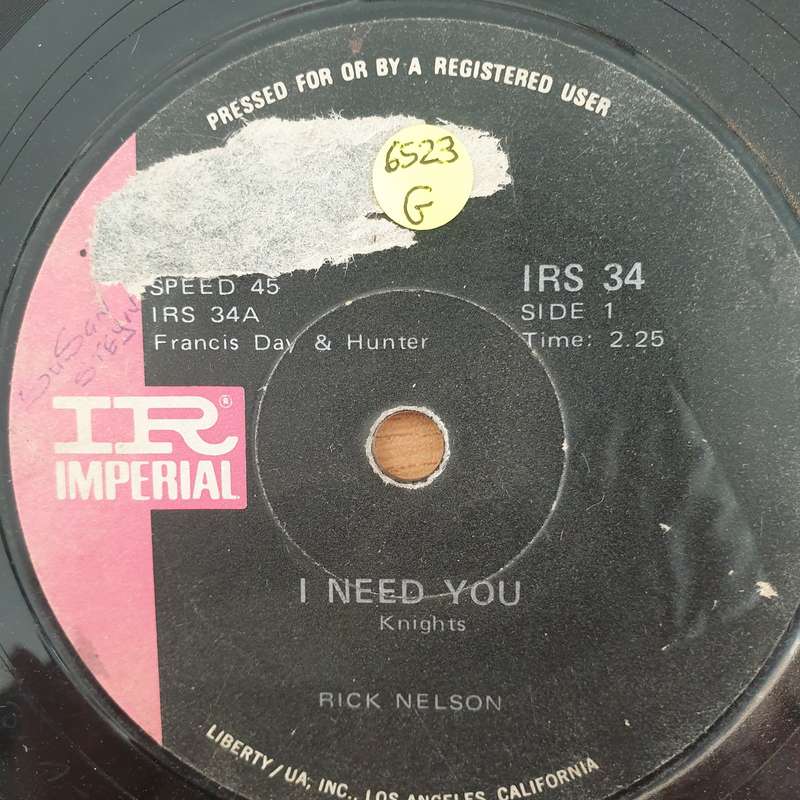 PRESSED FOR OR BY A REGISTERED USER
6523
G
SPEED 45
IRS 34A
Francis Day & Hunter
IRS 34
SIDE 1
Time: 2.25
Susan
IR®
IMPERIAL
I NEED YOU
Knights
RICK NELSON
LIBERTY/UA, INC., LOS ANGELES, CALIFORNIA